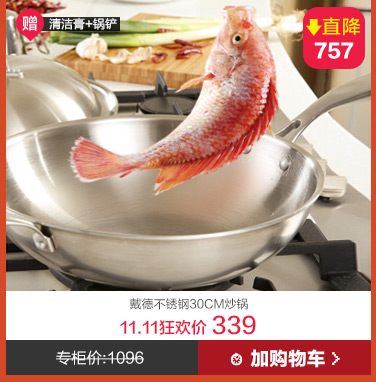 赠 清洁膏+锅铲
直降
757
戴德不锈钢30CM炒锅
11.11狂欢价 339
专柜价:1096 加购物车